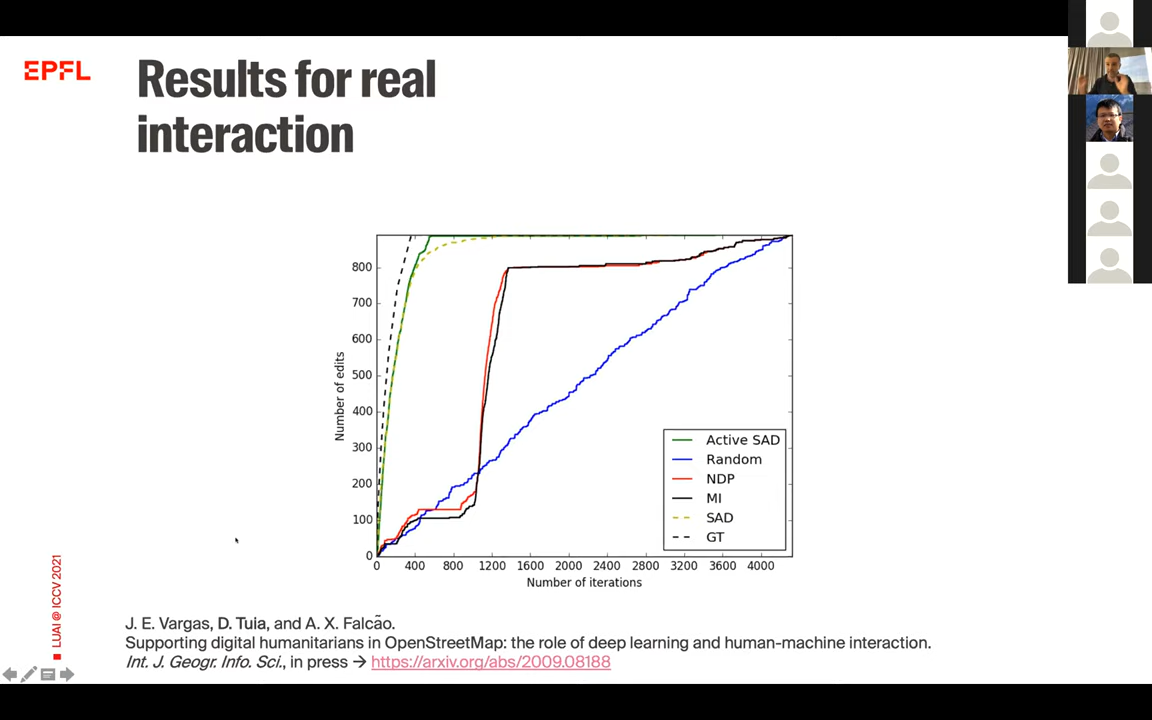 EPFL
Results for real
interaction
Number of edits
800
700
600
500
400
300
200
100
0
0 400 800 1200 1600 2000 2400 2800 3200 3600 4000
Number of iterations
Active SAD
Random
NDP
MI
SAD
GT
LUAI @ ICCV 2021
J. E. Vargas, D. Tuia, and A. X. Falcão.
Supporting digital humanitarians in OpenStreetMap: the role of deep learning and human-machine interaction.
Int. J. Geogr. Info. Sci., in press → https://arxiv.org/abs/2009.08188